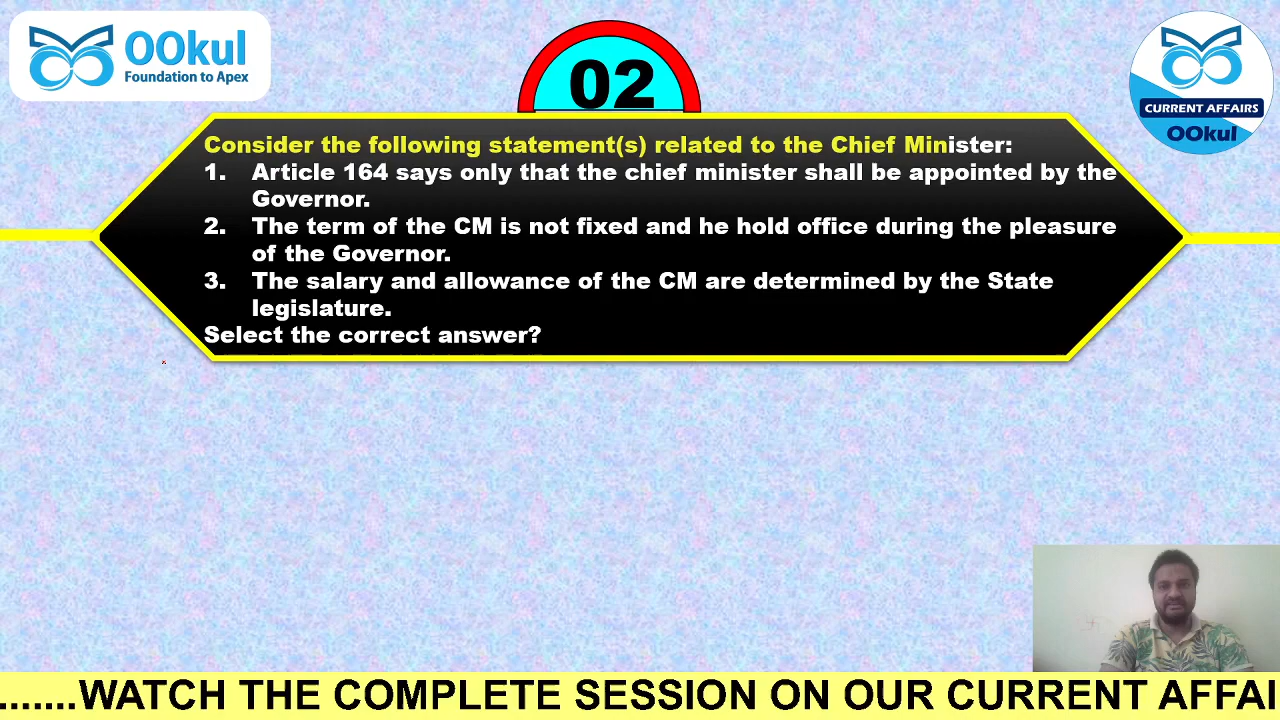 OOkul
Foundation to Apex
02
CURRENT AFFAIRS
OOkul
Consider the following statement(s) related to the Chief Minister:
1. Article 164 says only that the chief minister shall be appointed by the
Governor.
2. The term of the CM is not fixed and he hold office during the pleasure
of the Governor.
3. The salary and allowance of the CM are determined by the State
legislature.
Select the correct answer?
.......WATCH THE COMPLETE SESSION ON OUR CURRENT AFFAI